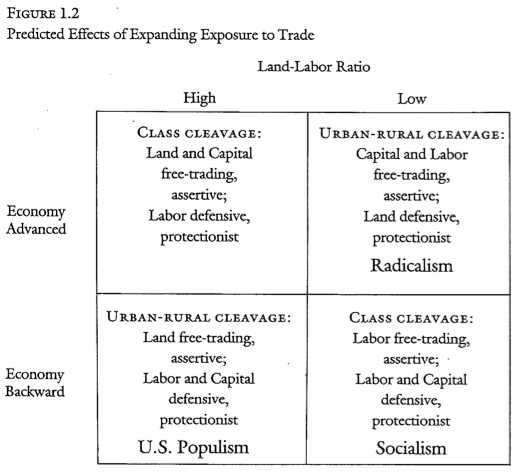 FIGURE 1.2
Predicted Effects of Expanding Exposure to Trade
Land-Labor Ratio
High
Low
Economy
Advanced
CLASS CLEAVAGE:
Land and Capital
free-trading,
assertive;
Labor defensive,
protectionist
URBAN-RURAL CLEAVAGE:
Capital and Labor
free-trading,
assertive;
Land defensive,
protectionist
Radicalism
Economy
Backward
URBAN-RURAL CLEAVAGE:
Land free-trading,
assertive;
Labor and Capital
defensive,
protectionist
U.S. Populism
CLASS CLEAVAGE:
Labor free-trading,
assertive;
Labor and Capital
defensive,
protectionist
Socialism